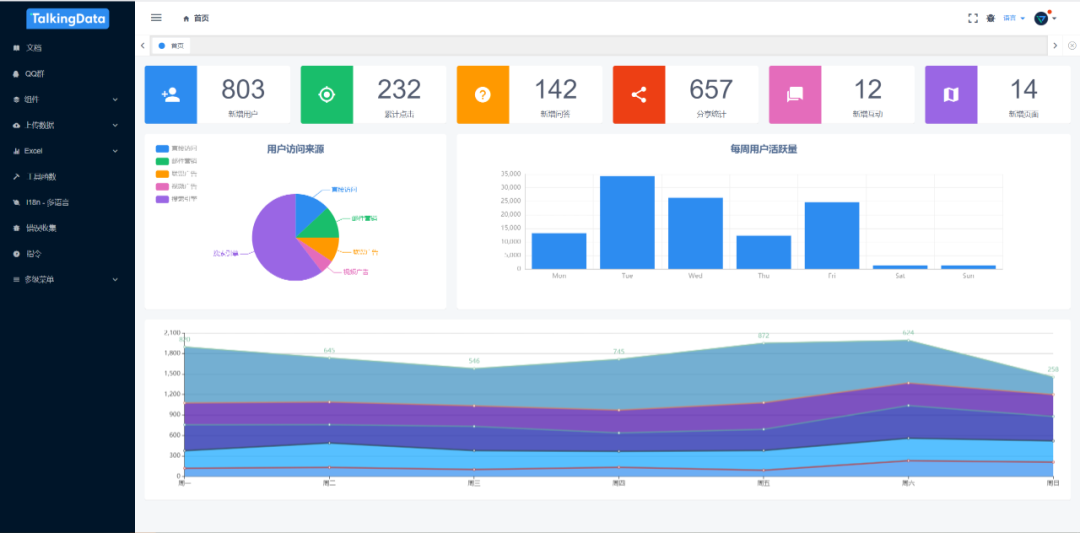 TalkingData
首页
语言
文档
QQ群
组件
上传数据
Excel
工具函数
i18n - 多语言
错误收集
指令
多级菜单
首页
803
新增用户
232
累计点击
142
新增问答
657
分享统计
12
新增互动
14
新增页面
用户访问来源
直接访问
邮件营销
联盟广告
视频广告
搜索引擎
直接访问
邮件营销
联盟广告
视频广告
搜索引擎
每周用户活跃量
35,000
30,000
25,000
20,000
15,000
10,000
5,000
0
Mon
Tue
Wed
Thu
Fri
Sat
Sun
2,100
1,800
1,500
1,200
900
600
300
0
820
645
546
745
872
624
258
周一
周二
周三
周四
周五
周六
周日